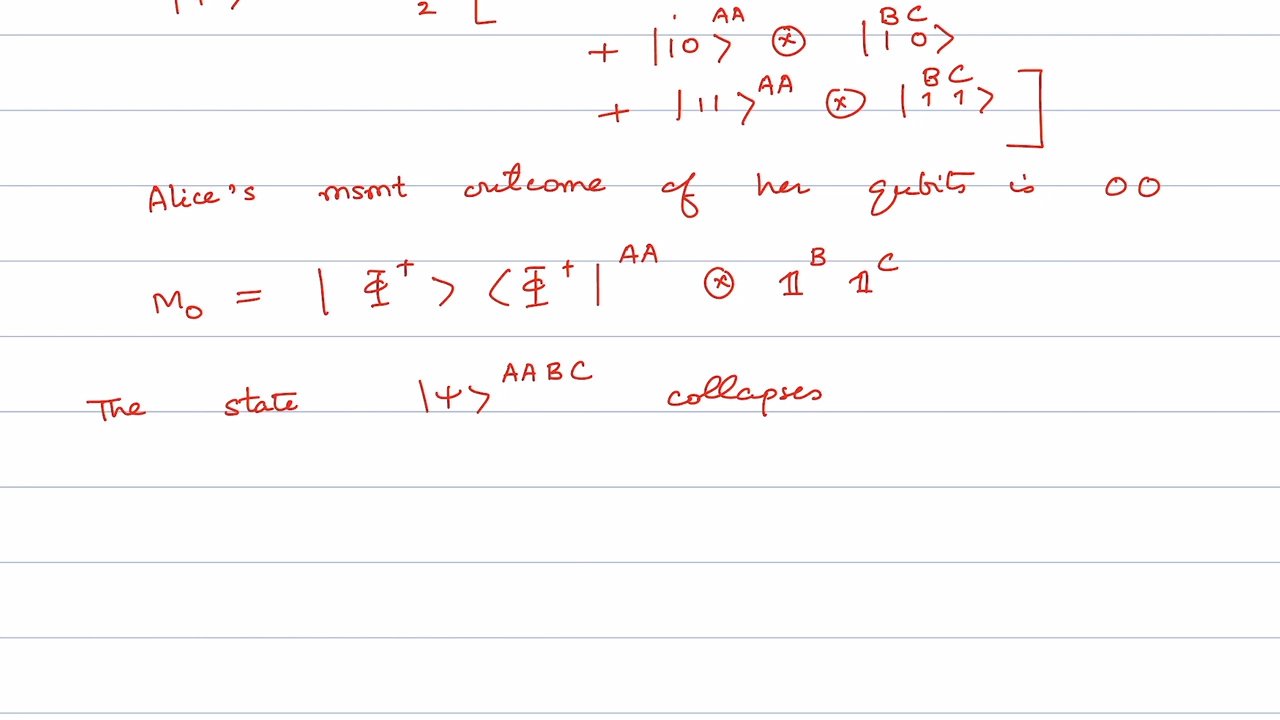 2 [
+ |10>^AA ⊗ |10>^BC
+ |11>^AA ⊗ |11>^BC ]
Alice's msmt outcome of her qubits is 00
M₀ = |Φ⁺><Φ⁺|^AA ⊗ 𝟙^B 𝟙^C
The state |ψ>^AABC collapses